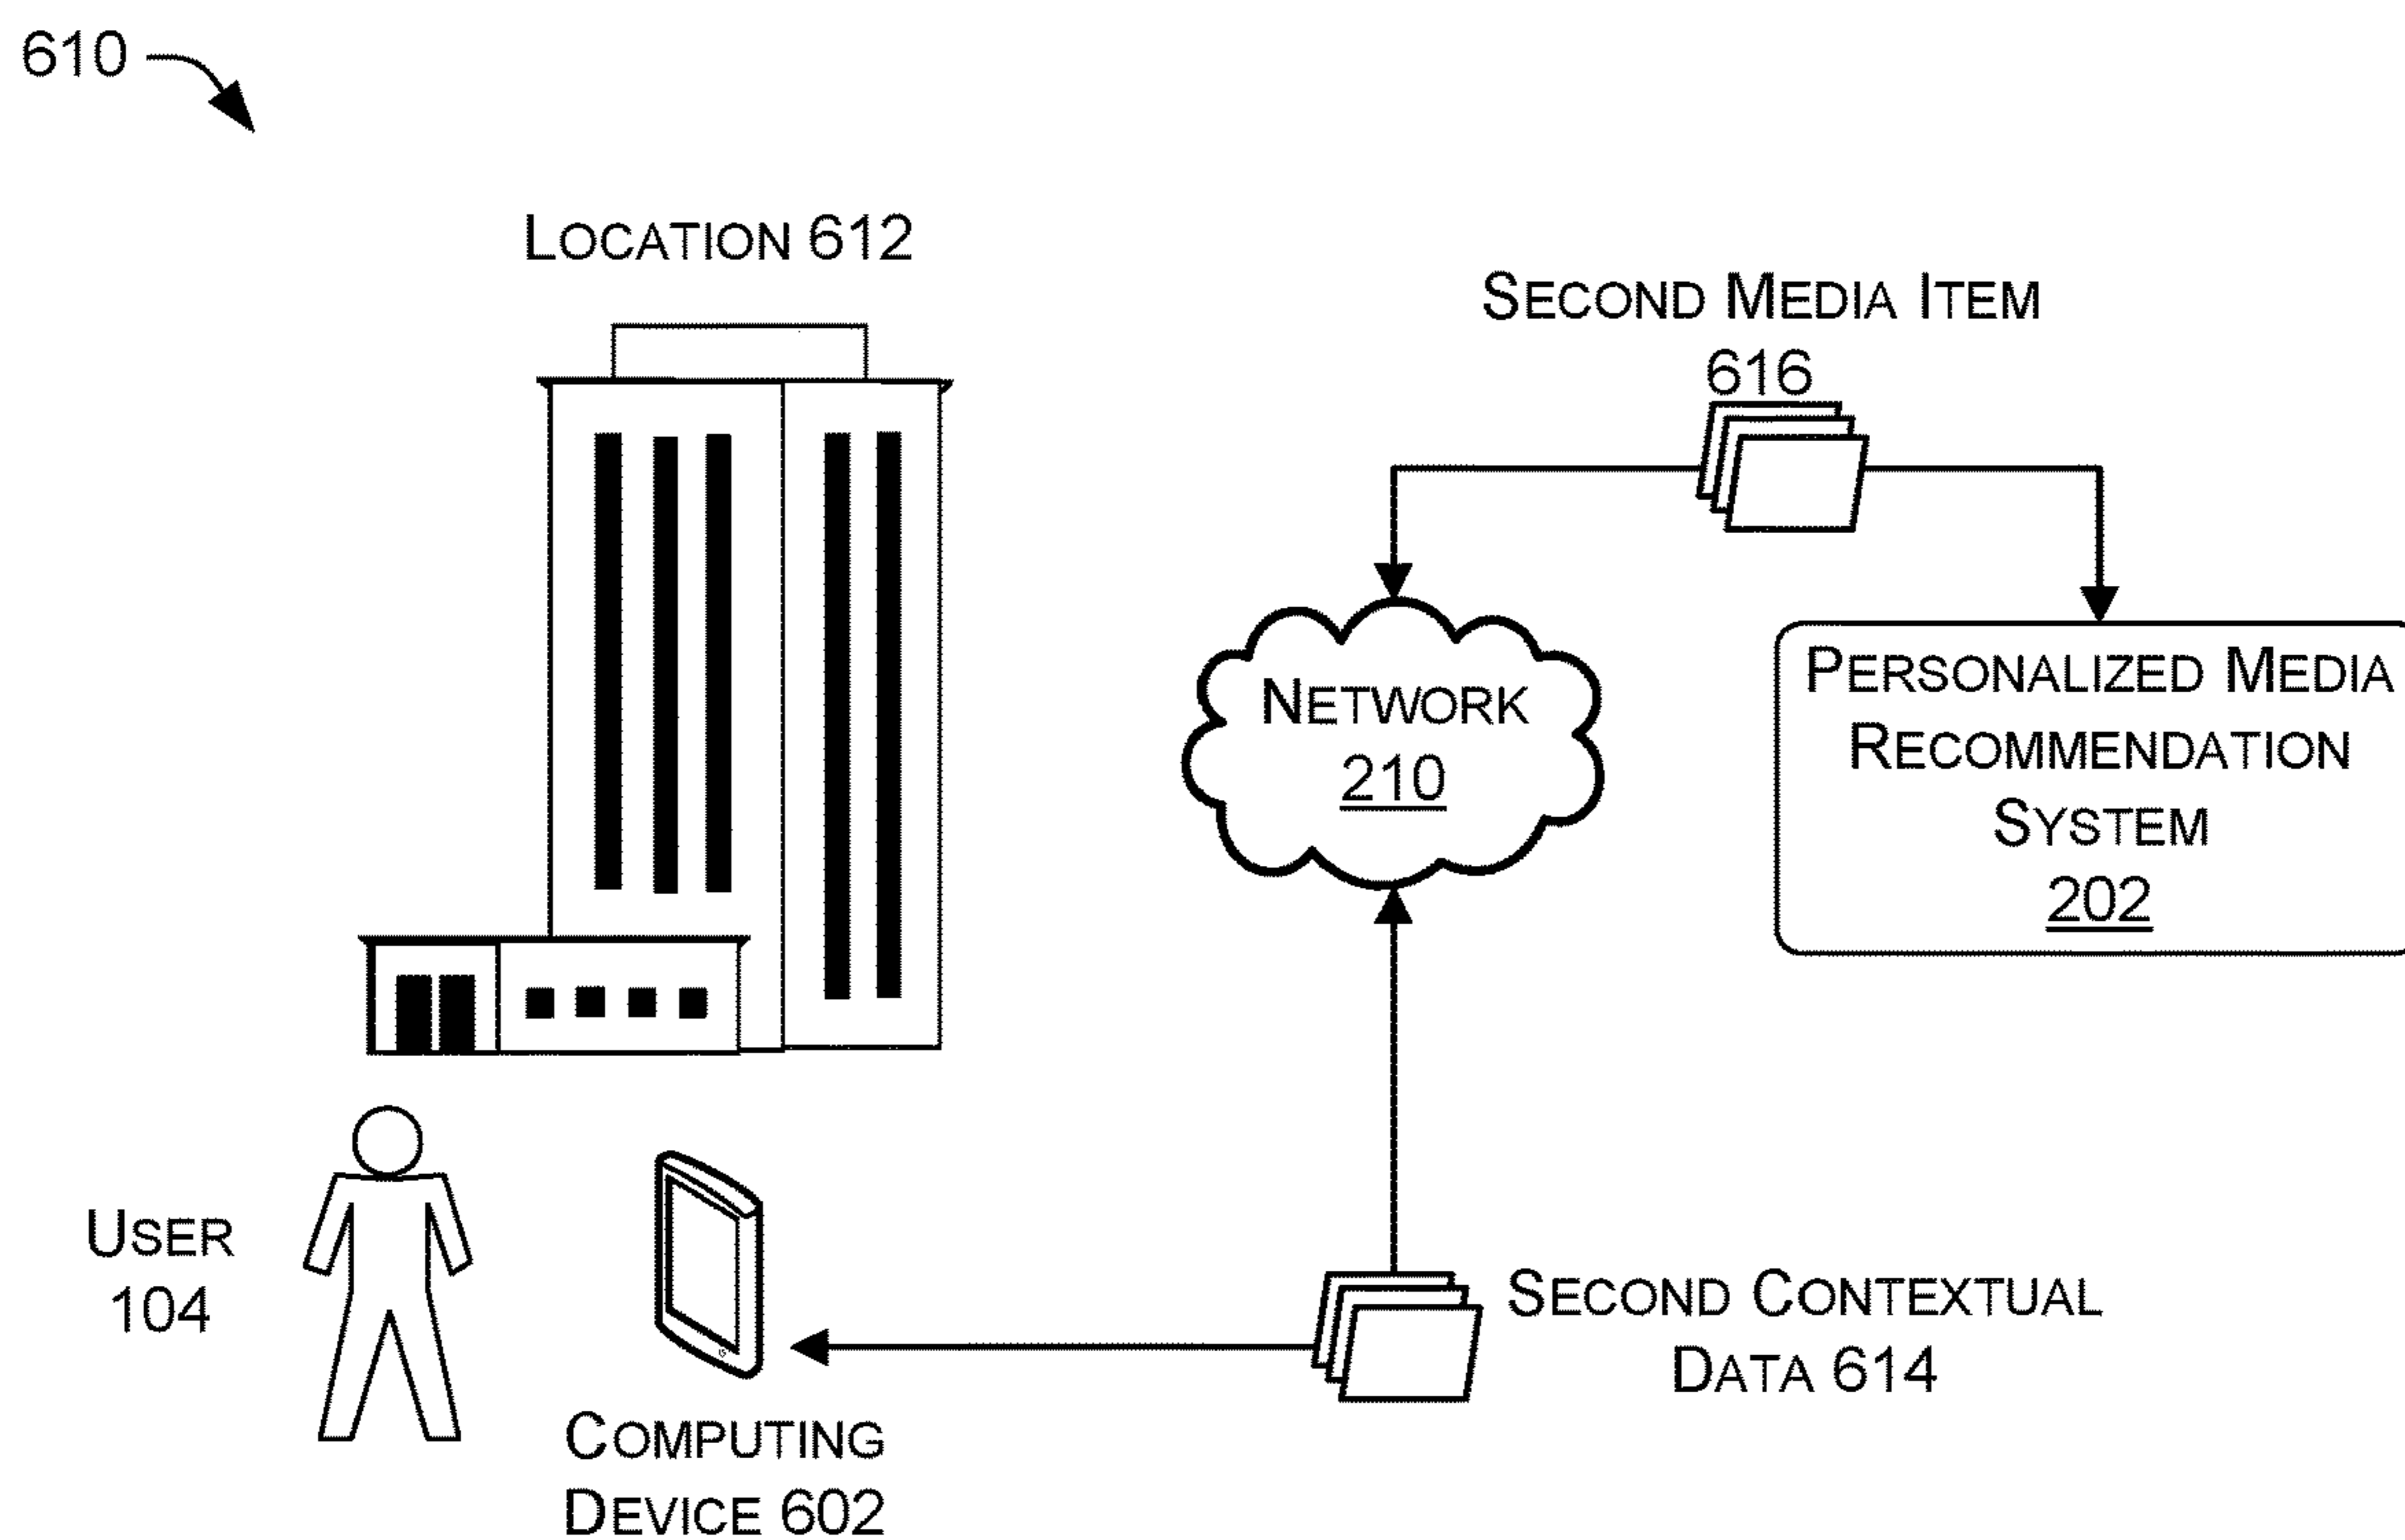 610
LOCATION 612
SECOND MEDIA ITEM
616
NETWORK
210
PERSONALIZED MEDIA
RECOMMENDATION
SYSTEM
202
USER
104
COMPUTING
DEVICE 602
SECOND CONTEXTUAL
DATA 614